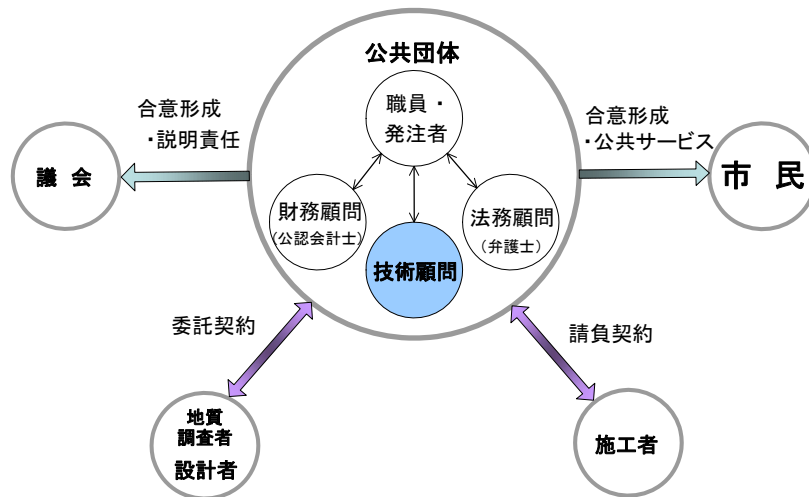 公共団体
職員・
発注者
合意形成
・説明責任
合意形成
・公共サービス
議 会
市 民
財務顧問
(公認会計士)
法務顧問
(弁護士)
技術顧問
委託契約
請負契約
地質
調査者
設計者
施工者